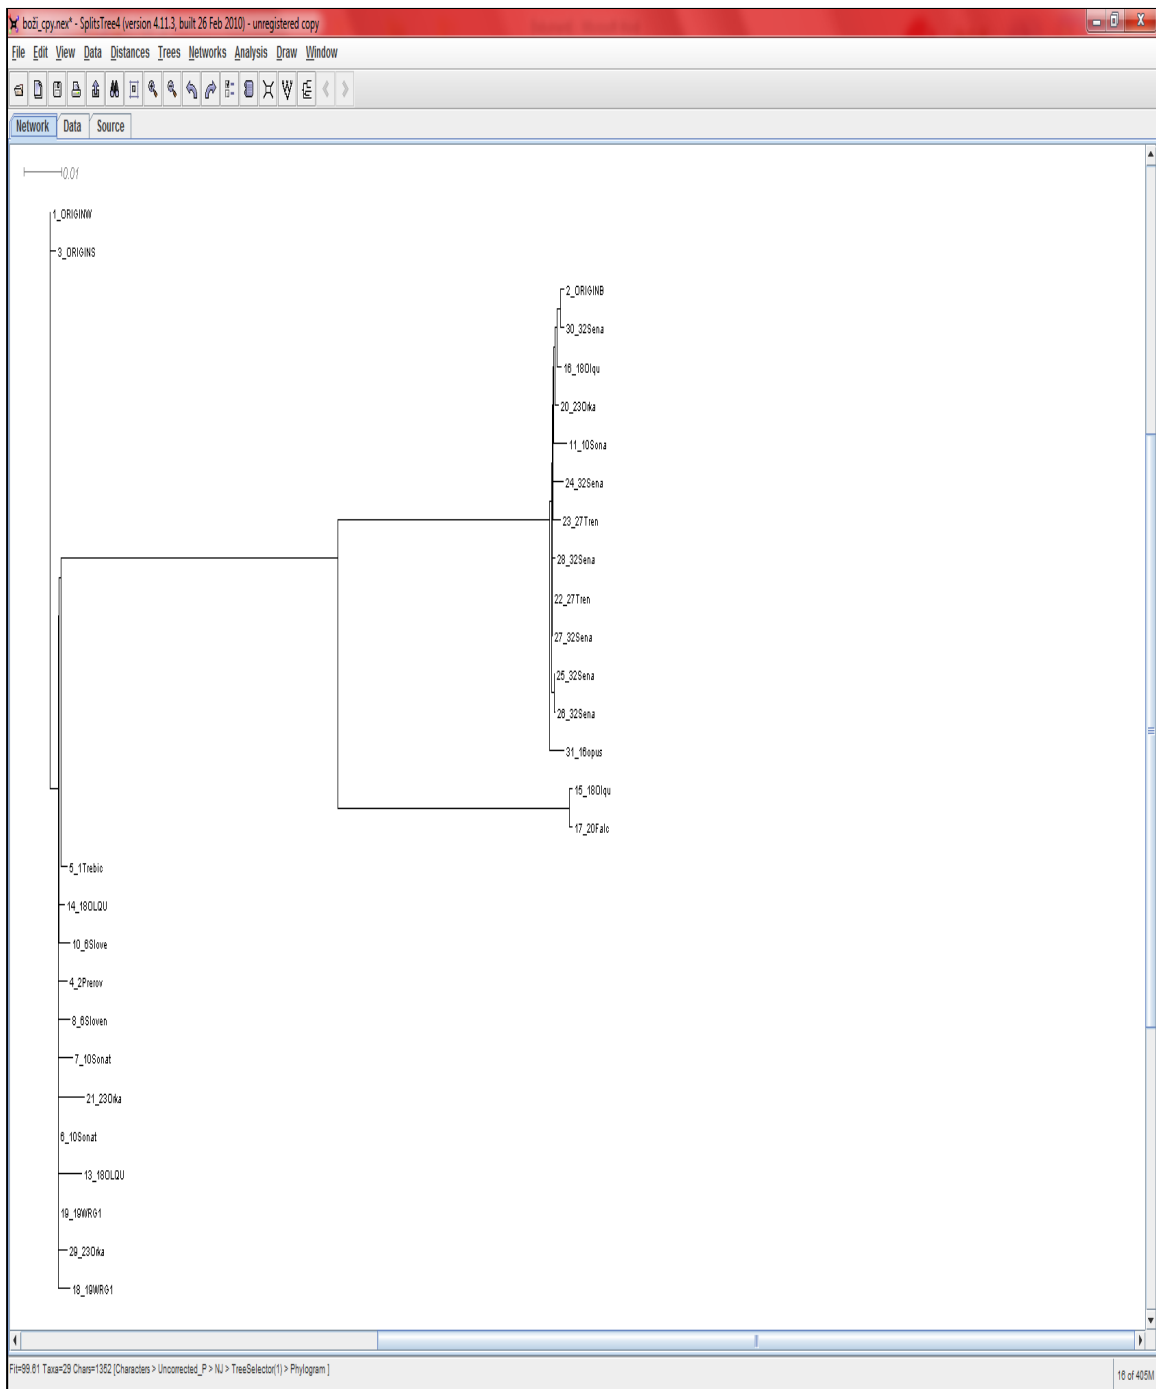 boži_cpy.nex* - SplitsTree4 (version 4.11.3, built 26 Feb 2010) - unregistered copy
File Edit View Data Distances Trees Networks Analysis Draw Window
Network Data Source
0.01
1_ORIGINW
3_ORIGINS
2_ORIGINB
30_32Sena
16_18Olqu
20_23Orka
11_10Sona
24_32Sena
23_27Tren
28_32Sena
22_27Tren
27_32Sena
25_32Sena
26_32Sena
31_16opus
15_18Olqu
17_20Falc
5_1Trebic
14_18OLQU
10_6Slove
4_2Prerov
8_6Sloven
7_10Sonat
21_23Orka
6_10Sonat
13_18OLQU
19_19WRG1
29_23Orka
18_19WRG1
Fit=99.61 Taxa=29 Chars=1352 [Characters > Uncorrected_P > NJ > TreeSelector(1) > Phylogram ]
16 of 405M